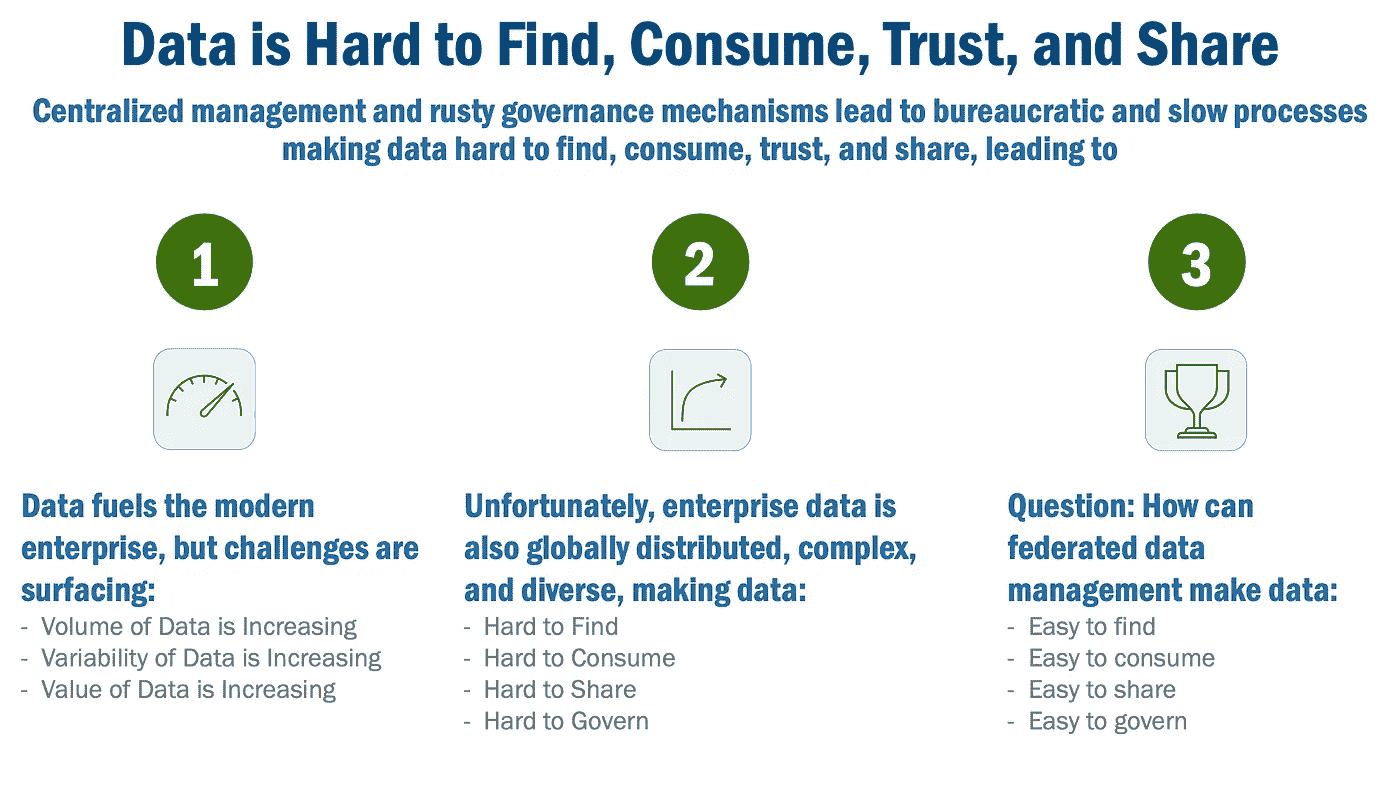 Data is Hard to Find, Consume, Trust, and Share
Centralized management and rusty governance mechanisms lead to bureaucratic and slow processes
making data hard to find, consume, trust, and share, leading to
1
2
3
Data fuels the modern
enterprise, but challenges are
surfacing:
- Volume of Data is Increasing
- Variability of Data is Increasing
- Value of Data is Increasing
Unfortunately, enterprise data is
also globally distributed, complex,
and diverse, making data:
- Hard to Find
- Hard to Consume
- Hard to Share
- Hard to Govern
Question: How can
federated data
management make data:
- Easy to find
- Easy to consume
- Easy to share
- Easy to govern